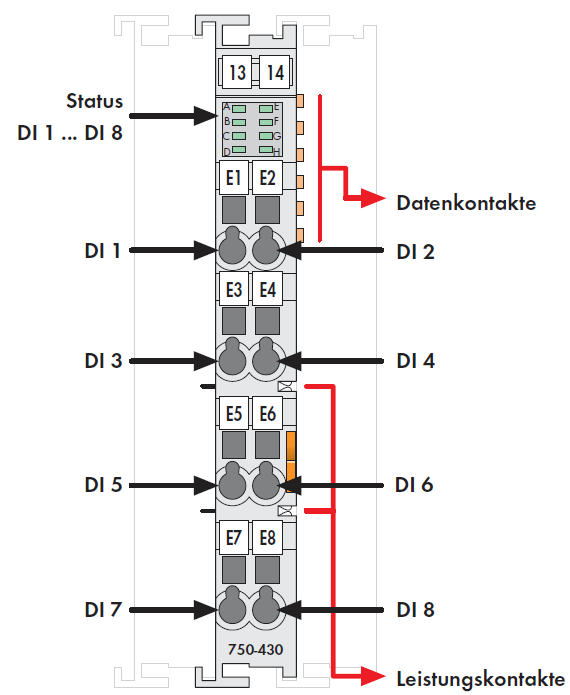 13 14
Status
DI 1 ... DI 8
A E
B F
C G
D H
E1 E2
Datenkontakte
DI 1
DI 2
E3 E4
DI 3
DI 4
E5 E6
DI 5
DI 6
E7 E8
DI 7
DI 8
750-430
Leistungskontakte